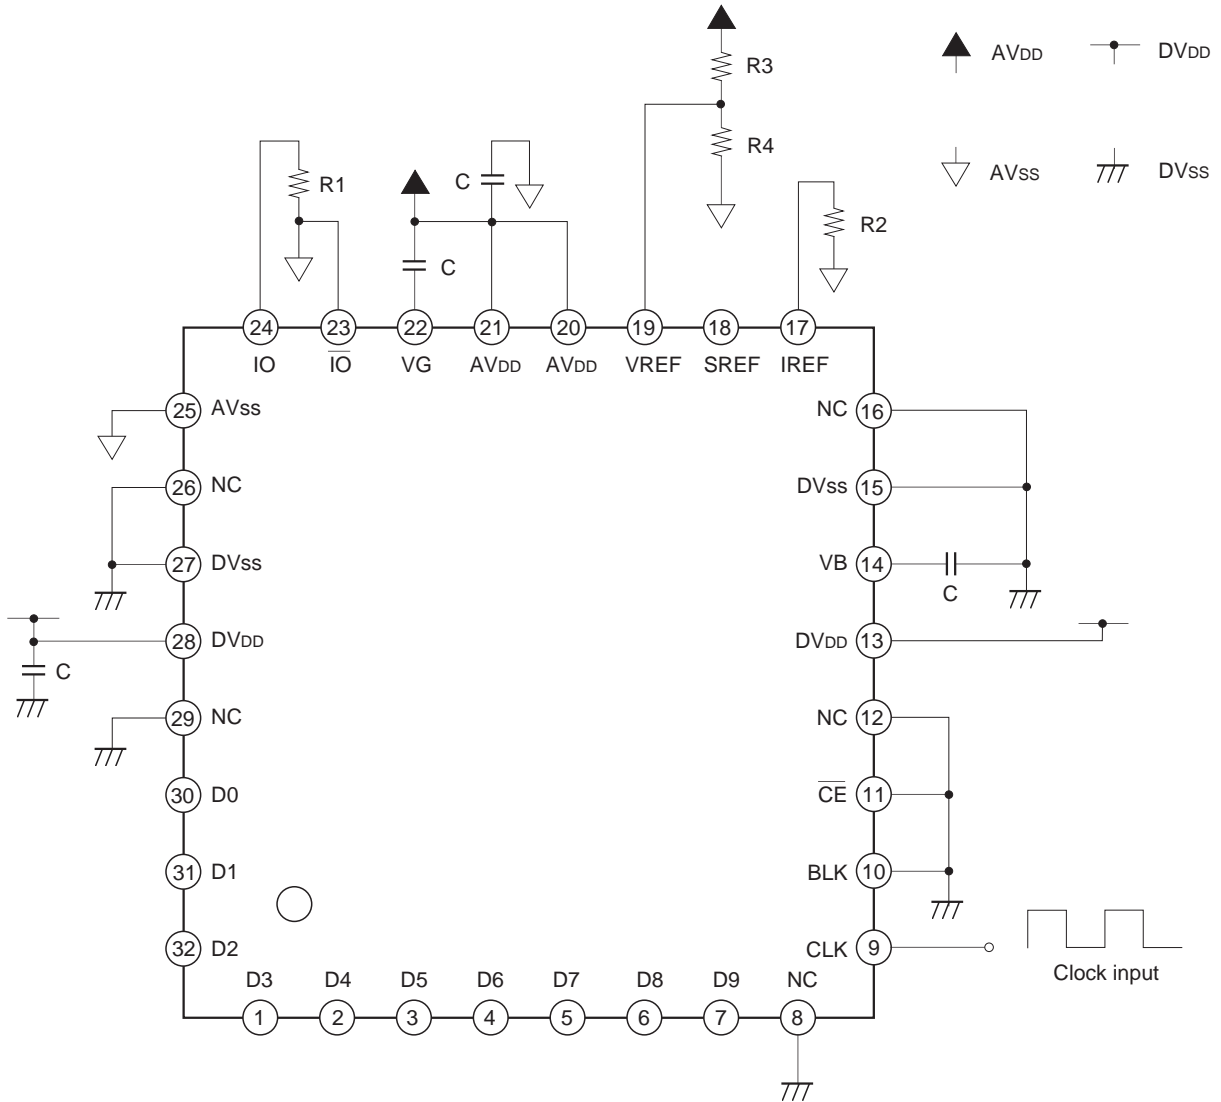 R3
AVDD
DVDD
R4
C
R1
AVSS
DVSS
R2
C
24
23
22
21
20
19
18
17
IO
IO
VG
AVDD
AVDD
VREF
SREF
IREF
25
AVSS
NC
16
26
NC
DVSS
15
27
DVSS
VB
14
C
28
DVDD
DVDD
13
C
29
NC
NC
12
30
D0
CE
11
31
D1
BLK
10
32
D2
CLK
9
Clock input
D3
D4
D5
D6
D7
D8
D9
NC
1
2
3
4
5
6
7
8